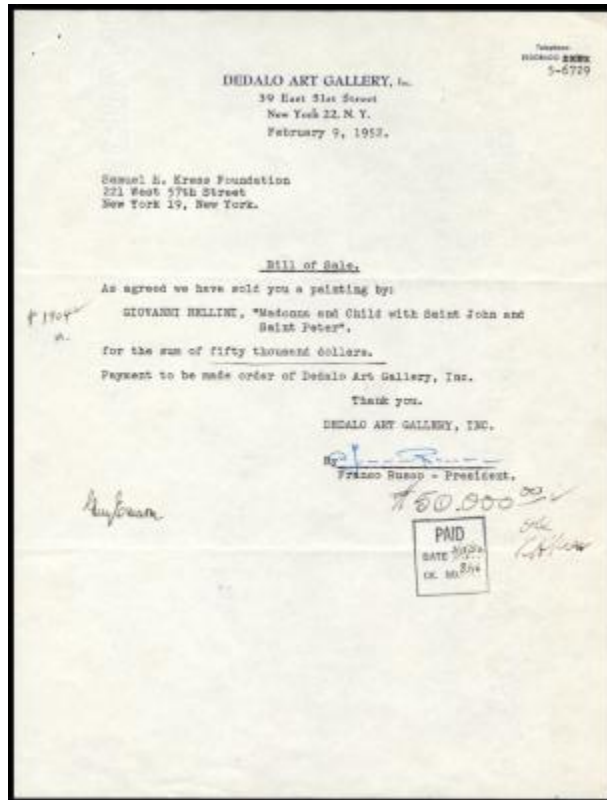 Telephone
5-6729
DEDALO ART GALLERY, Inc.
39 East 51st Street
New York 22, N. Y.
February 9, 1952.
Samuel H. Kress Foundation
221 West 57th Street
New York 19, New York.
Bill of Sale.
As agreed we have sold you a painting by:
GIOVANNI BELLINI, "Madonna and Child with Saint John and
Saint Peter".
for the sum of fifty thousand dollars.
Payment to be made order of Dedalo Art Gallery, Inc.
Thank you.
DEDALO ART GALLERY, INC.
By
Franco Russo - President.
$50.000 00
PAID
DATE
CK. NO.